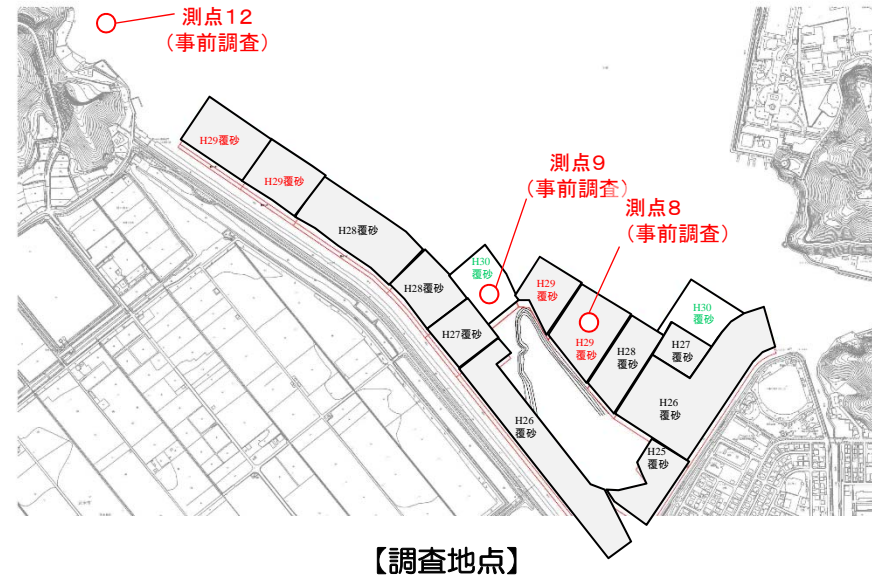 測点12
(事前調査)
H29覆砂
H29覆砂
H28覆砂
H28覆砂
H27覆砂
H26
覆砂
測点9
(事前調査)
H30
覆砂
測点8
(事前調査)
H29
覆砂
H29
覆砂
H28
覆砂
H30
覆砂
H27
覆砂
H26
覆砂
H25
覆砂
【調査地点】